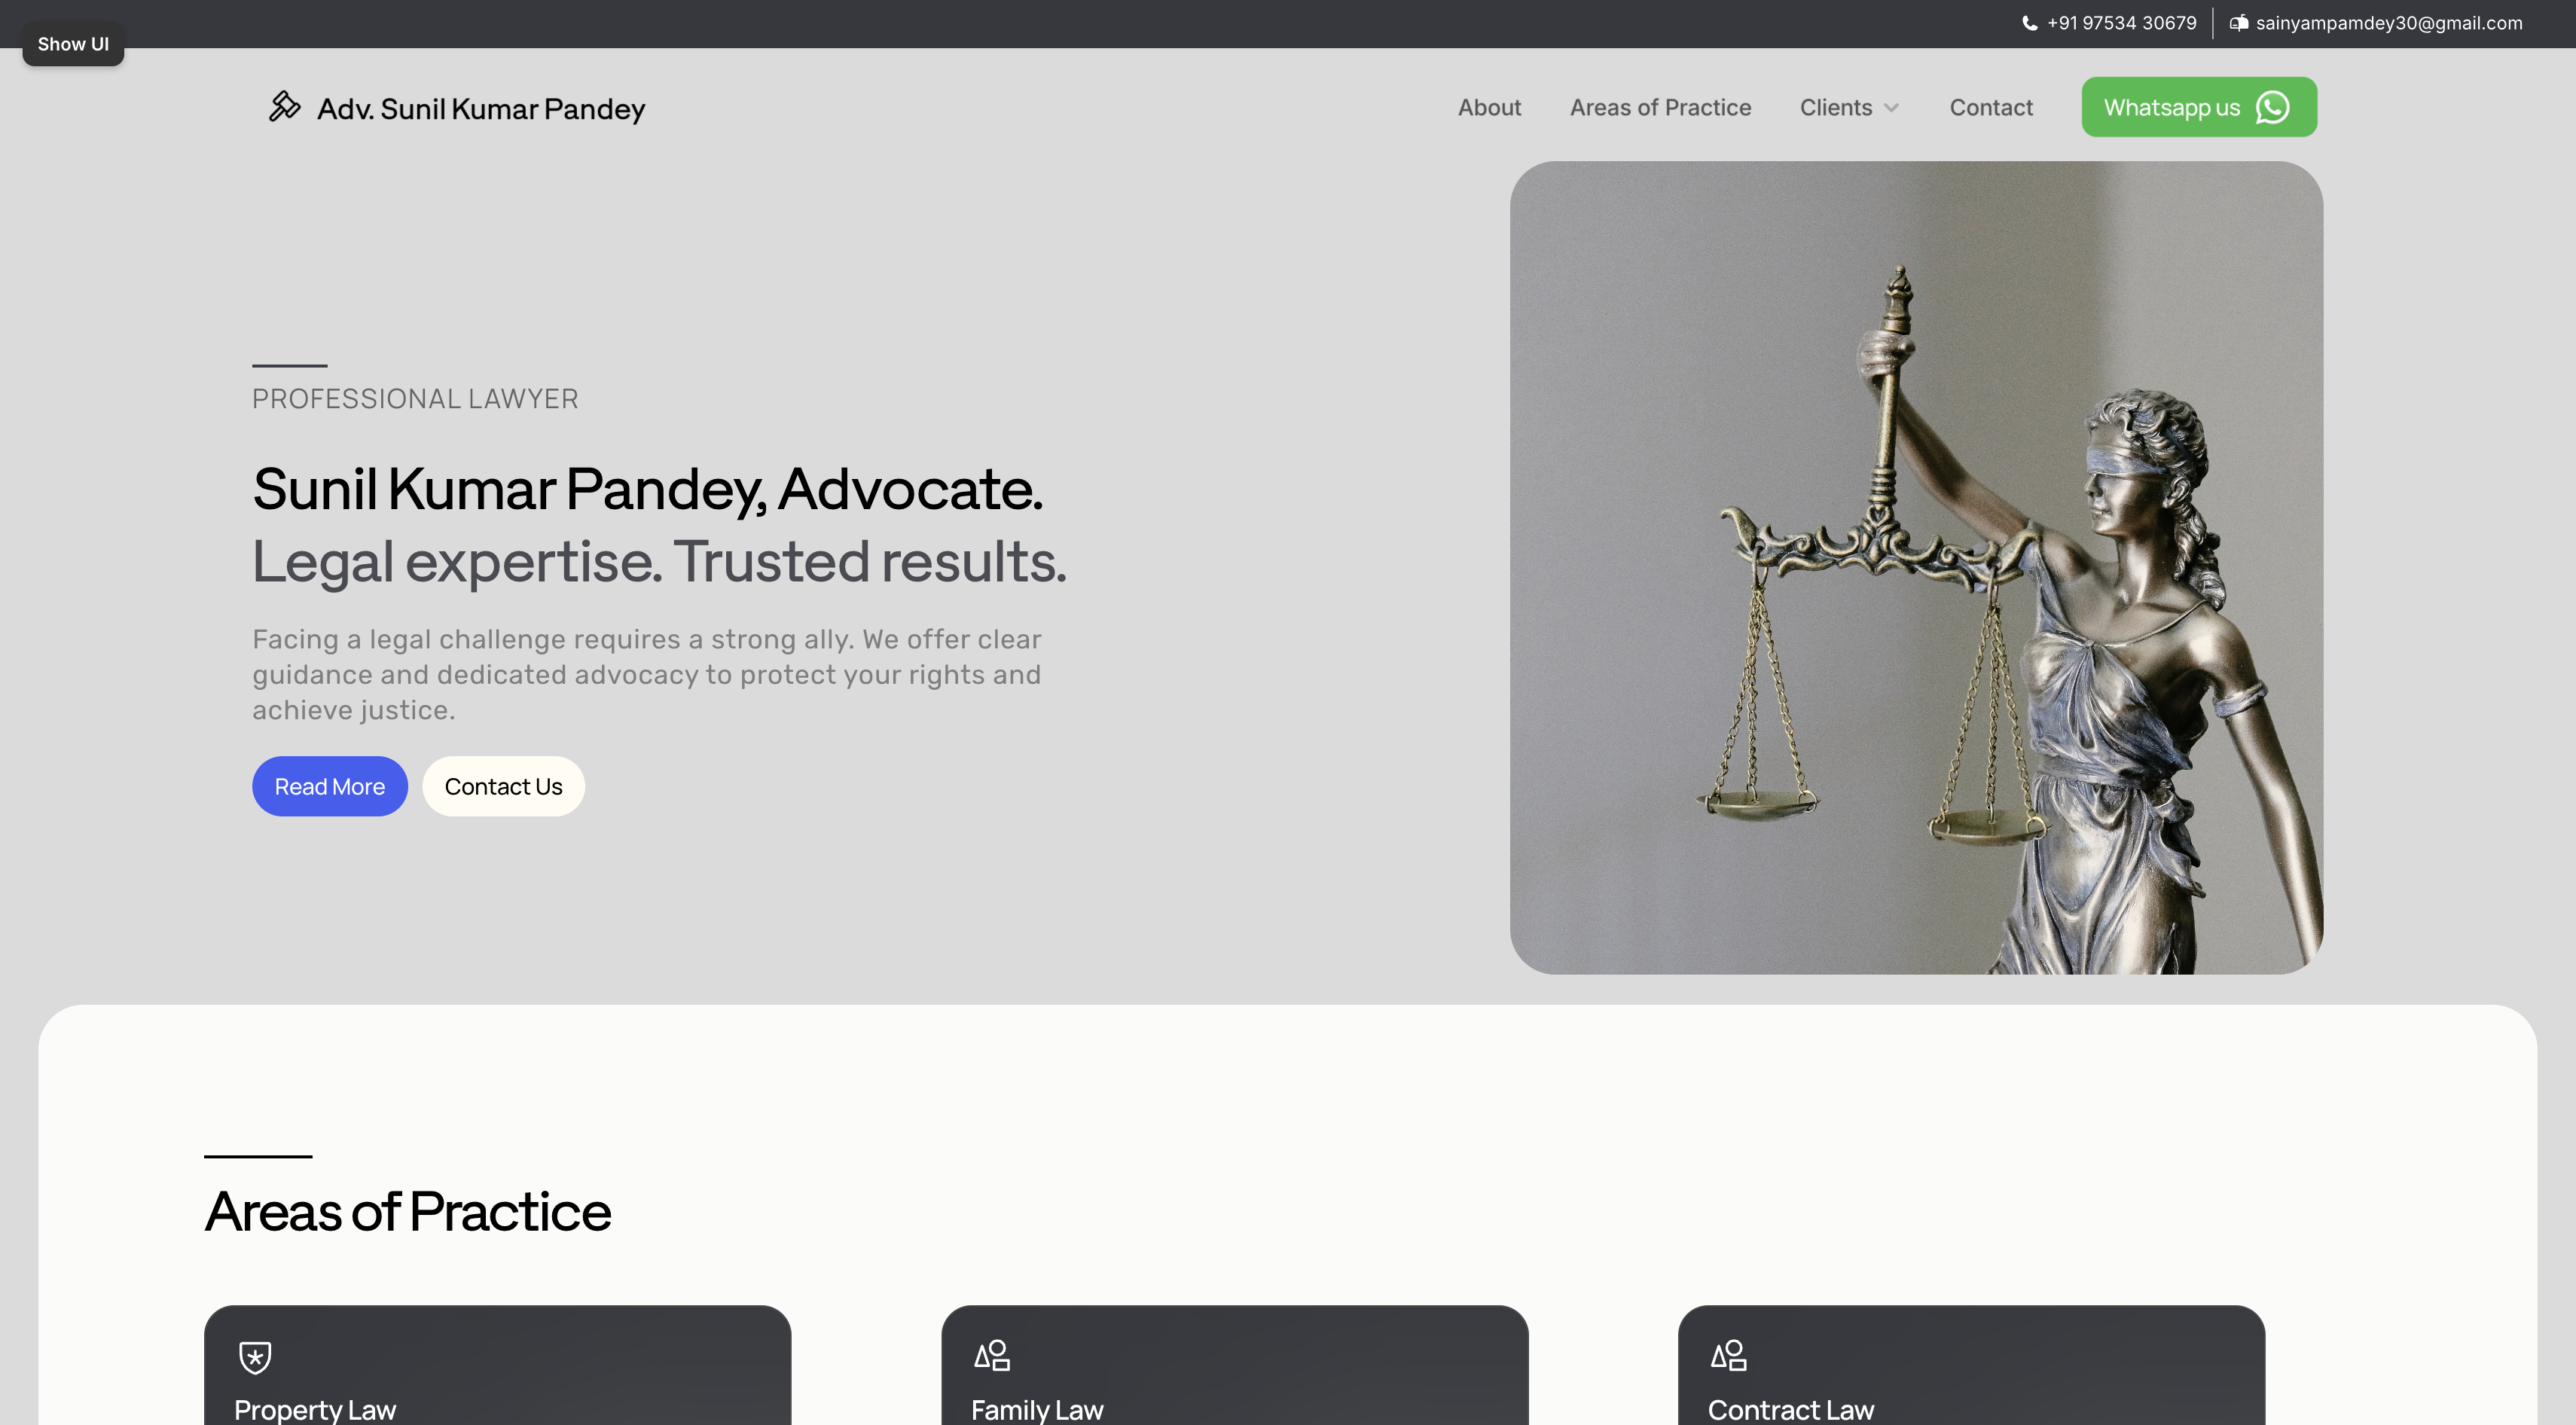 +91 97534 30679
sainyampamdey30@gmail.com
Show UI
Adv. Sunil Kumar Pandey
About
Areas of Practice
Clients
Contact
Whatsapp us
PROFESSIONAL LAWYER
Sunil Kumar Pandey, Advocate.
Legal expertise. Trusted results.
Facing a legal challenge requires a strong ally. We offer clear
guidance and dedicated advocacy to protect your rights and
achieve justice.
Read More
Contact Us
Areas of Practice
Property Law
Family Law
Contract Law